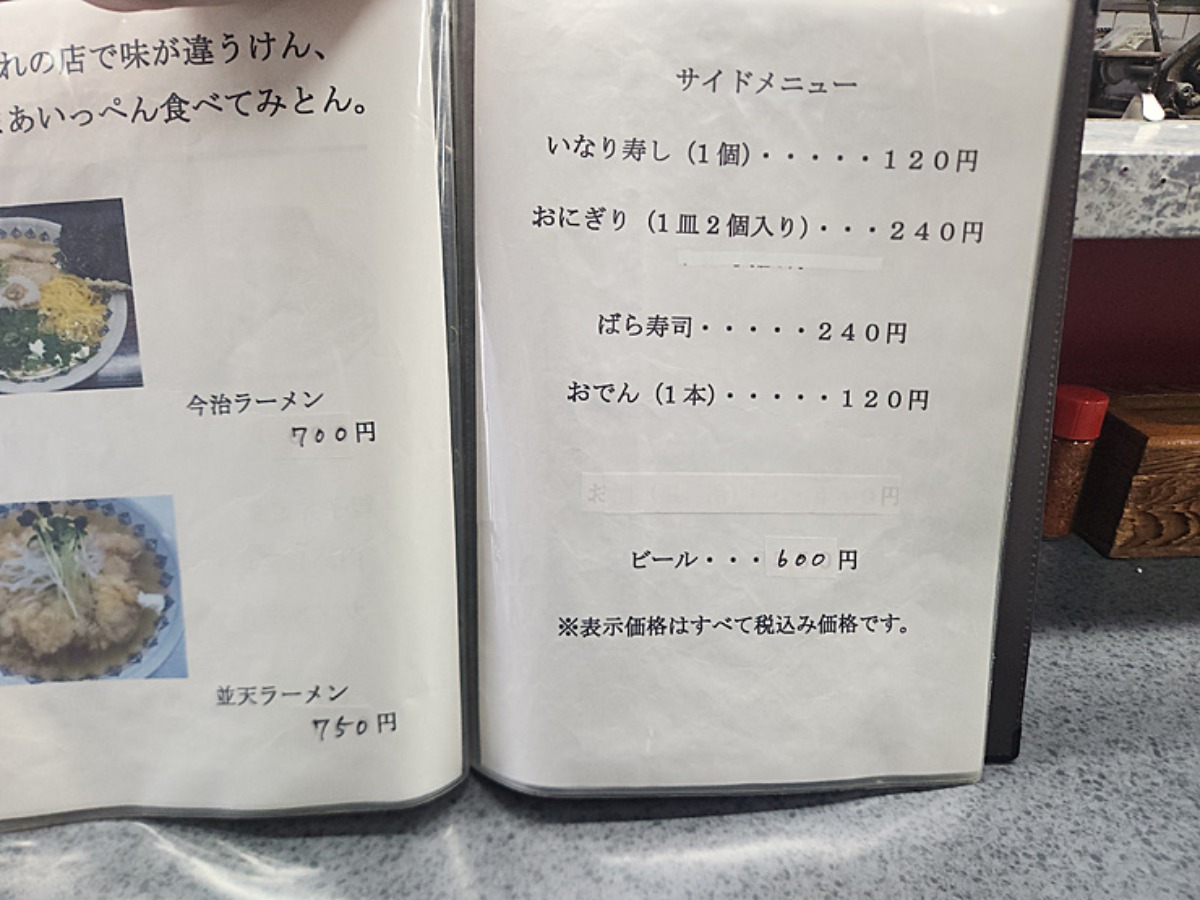 れの店で味が違うけん、
あいっぺん食べてみとん。
今治ラーメン
700円
並天ラーメン
750円
サイドメニュー
いなり寿し（1個）・・・・・120円
おにぎり（1皿2個入り）・・・240円
ばら寿司・・・・・240円
おでん（1本）・・・・・120円
お 円
ビール・・・600円
※表示価格はすべて税込み価格です。